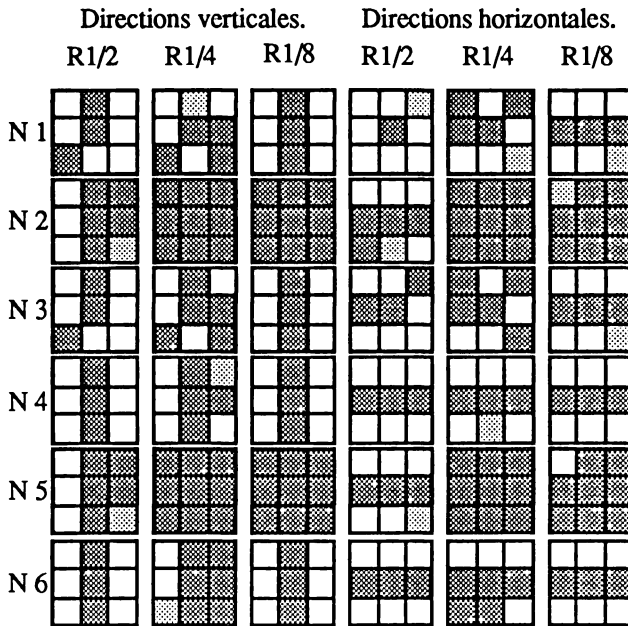 Directions verticales. Directions horizontales.
R1/2 R1/4 R1/8 R1/2 R1/4 R1/8
N 1
N 2
N 3
N 4
N 5
N 6